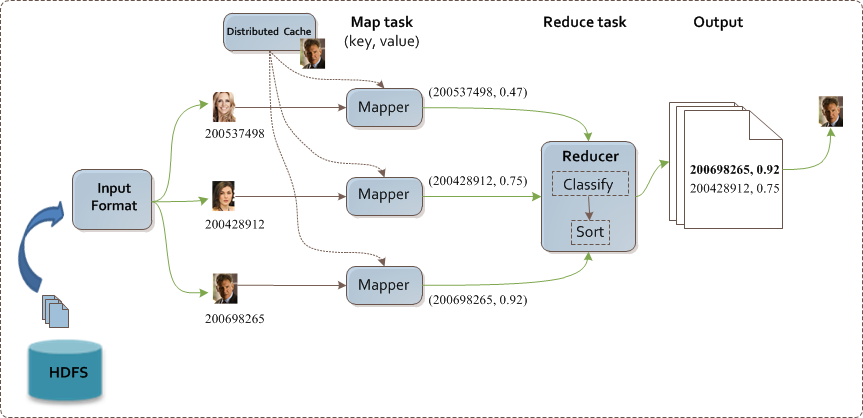 Distributed Cache
Map task
(key, value)
Reduce task
Output
200537498
Mapper
(200537498, 0.47)
Input
Format
200428912
Mapper
(200428912, 0.75)
Reducer
Classify
Sort
200698265, 0.92
200428912, 0.75
200698265
Mapper
(200698265, 0.92)
HDFS